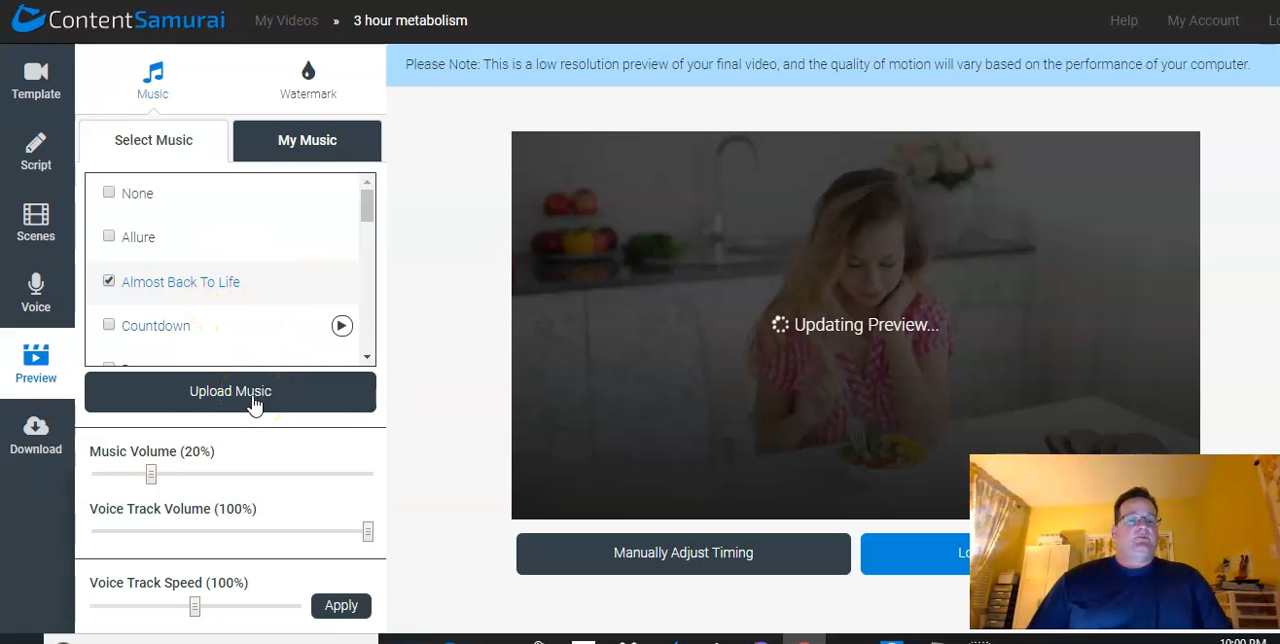 ContentSamurai My Videos » 3 hour metabolism Help My Account
Template
Script
Scenes
Voice
Preview
Download
Music Watermark
Select Music My Music
None
Allure
Almost Back To Life
Countdown
Upload Music
Music Volume (20%)
Voice Track Volume (100%)
Voice Track Speed (100%)
Apply
Please Note: This is a low resolution preview of your final video, and the quality of motion will vary based on the performance of your computer.
Updating Preview...
Manually Adjust Timing
10:00 PM